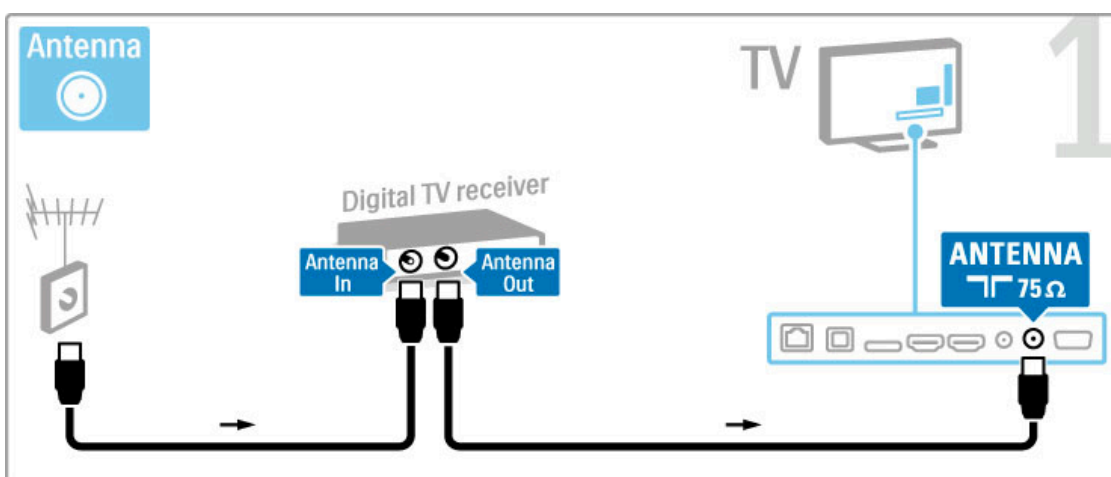 Antenna
TV
1
Digital TV receiver
Antenna
In
Antenna
Out
ANTENNA
75 Ω